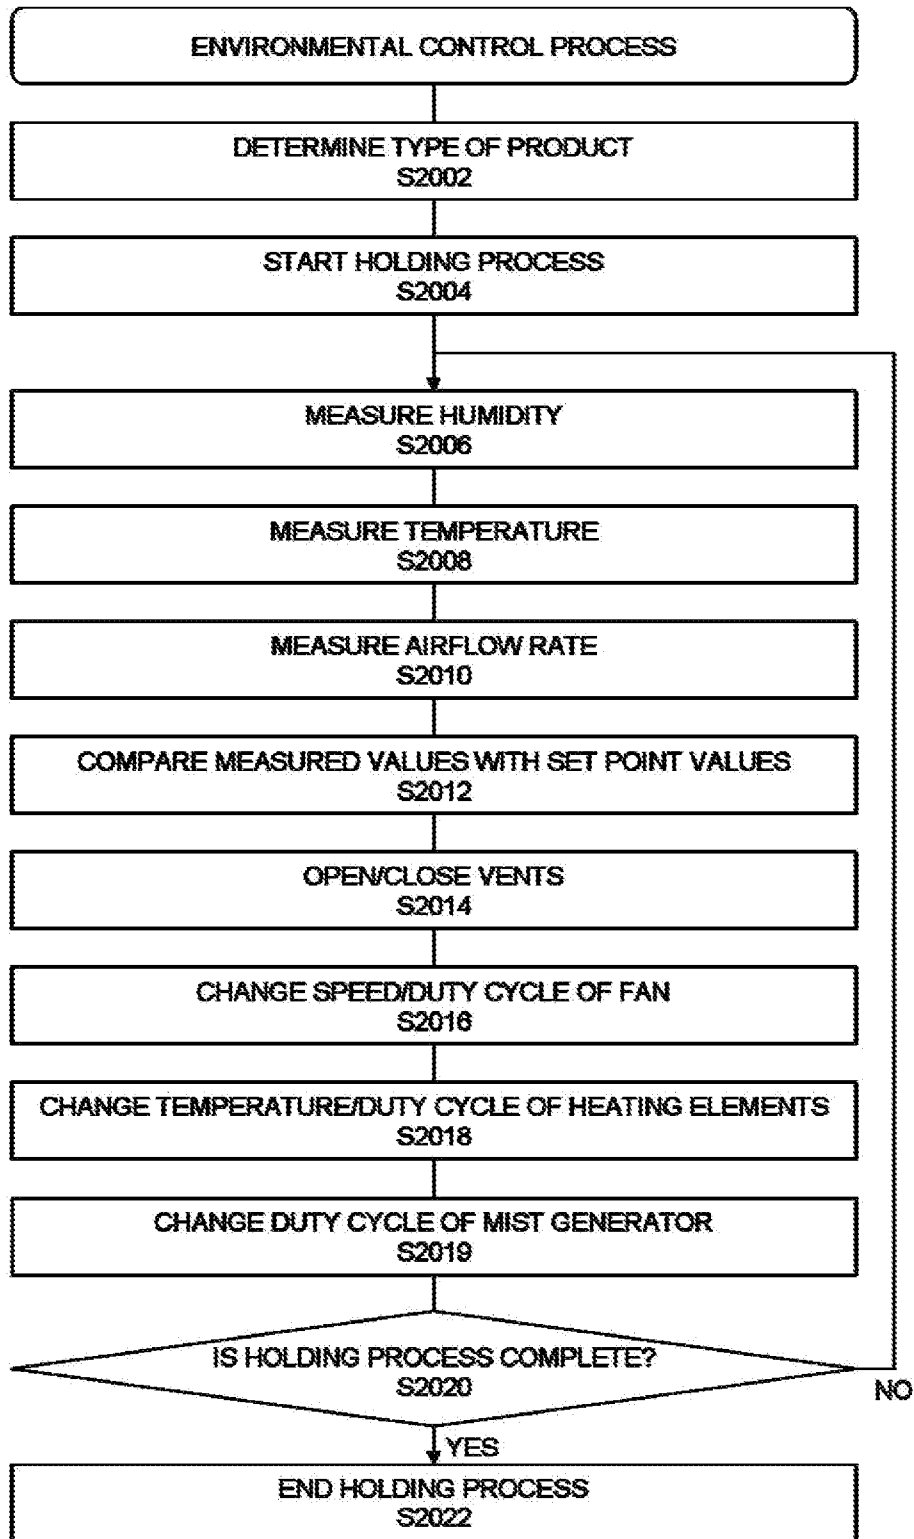 ENVIRONMENTAL CONTROL PROCESS
DETERMINE TYPE OF PRODUCT
S2002
START HOLDING PROCESS
S2004
MEASURE HUMIDITY
S2006
MEASURE TEMPERATURE
S2008
MEASURE AIRFLOW RATE
S2010
COMPARE MEASURED VALUES WITH SET POINT VALUES
S2012
OPEN/CLOSE VENTS
S2014
CHANGE SPEED/DUTY CYCLE OF FAN
S2016
CHANGE TEMPERATURE/DUTY CYCLE OF HEATING ELEMENTS
S2018
CHANGE DUTY CYCLE OF MIST GENERATOR
S2019
IS HOLDING PROCESS COMPLETE?
S2020
NO
YES
END HOLDING PROCESS
S2022